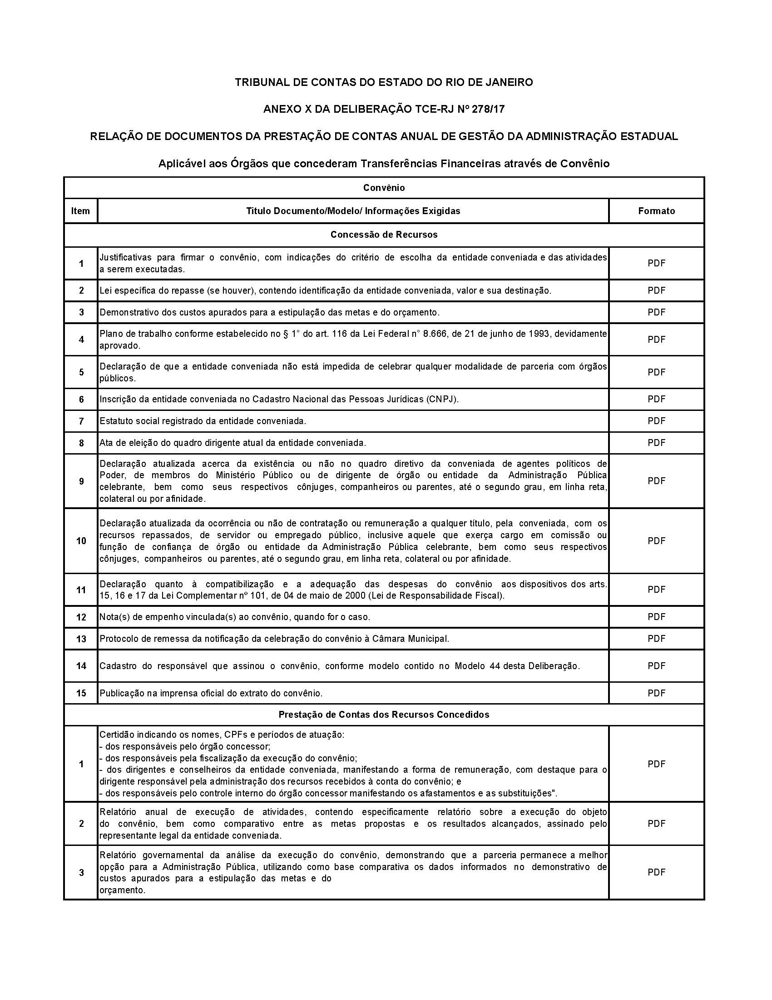 TRIBUNAL DE CONTAS DO ESTADO DO RIO DE JANEIRO
ANEXO X DA DELIBERAÇÃO TCE-RJ Nº 278/17
RELAÇÃO DE DOCUMENTOS DA PRESTAÇÃO DE CONTAS ANUAL DE GESTÃO DA ADMINISTRAÇÃO ESTADUAL
Aplicável aos Órgãos que concederam Transferências Financeiras através de Convênio
Convênio
Item Titulo Documento/Modelo/ Informações Exigidas Formato
Concessão de Recursos
1 Justificativas para firmar o convênio, com indicações do critério de escolha da entidade conveniada e das atividades
a serem executadas. PDF
2 Lei específica do repasse (se houver), contendo identificação da entidade conveniada, valor e sua destinação. PDF
3 Demonstrativo dos custos apurados para a estipulação das metas e do orçamento. PDF
4 Plano de trabalho conforme estabelecido no § 1° do art. 116 da Lei Federal n° 8.666, de 21 de junho de 1993, devidamente
aprovado. PDF
5 Declaração de que a entidade conveniada não está impedida de celebrar qualquer modalidade de parceria com órgãos
públicos. PDF
6 Inscrição da entidade conveniada no Cadastro Nacional das Pessoas Jurídicas (CNPJ). PDF
7 Estatuto social registrado da entidade conveniada. PDF
8 Ata de eleição do quadro dirigente atual da entidade conveniada. PDF
9 Declaração atualizada acerca da existência ou não no quadro diretivo da conveniada de agentes políticos de
Poder, de membros do Ministério Público ou de dirigente de órgão ou entidade da Administração Pública
celebrante, bem como seus respectivos cônjuges, companheiros ou parentes, até o segundo grau, em linha reta,
colateral ou por afinidade. PDF
10 Declaração atualizada da ocorrência ou não de contratação ou remuneração a qualquer título, pela conveniada, com os
recursos repassados, de servidor ou empregado público, inclusive aquele que exerça cargo em comissão ou
função de confiança de órgão ou entidade da Administração Pública celebrante, bem como seus respectivos
cônjuges, companheiros ou parentes, até o segundo grau, em linha reta, colateral ou por afinidade. PDF
11 Declaração quanto à compatibilização e a adequação das despesas do convênio aos dispositivos dos arts.
15, 16 e 17 da Lei Complementar nº 101, de 04 de maio de 2000 (Lei de Responsabilidade Fiscal). PDF
12 Nota(s) de empenho vinculada(s) ao convênio, quando for o caso. PDF
13 Protocolo de remessa da notificação da celebração do convênio à Câmara Municipal. PDF
14 Cadastro do responsável que assinou o convênio, conforme modelo contido no Modelo 44 desta Deliberação. PDF
15 Publicação na imprensa oficial do extrato do convênio. PDF
Prestação de Contas dos Recursos Concedidos
1 Certidão indicando os nomes, CPFs e períodos de atuação:
- dos responsáveis pelo órgão concessor;
- dos responsáveis pela fiscalização da execução do convênio;
- dos dirigentes e conselheiros da entidade conveniada, manifestando a forma de remuneração, com destaque para o
dirigente responsável pela administração dos recursos recebidos à conta do convênio; e
- dos responsáveis pelo controle interno do órgão concessor manifestando os afastamentos e as substituições". PDF
2 Relatório anual de execução de atividades, contendo especificamente relatório sobre a execução do objeto
do convênio, bem como comparativo entre as metas propostas e os resultados alcançados, assinado pelo
representante legal da entidade conveniada. PDF
3 Relatório governamental da análise da execução do convênio, demonstrando que a parceria permanece a melhor
opção para a Administração Pública, utilizando como base comparativa os dados informados no demonstrativo de
custos apurados para a estipulação das metas e do
orçamento. PDF